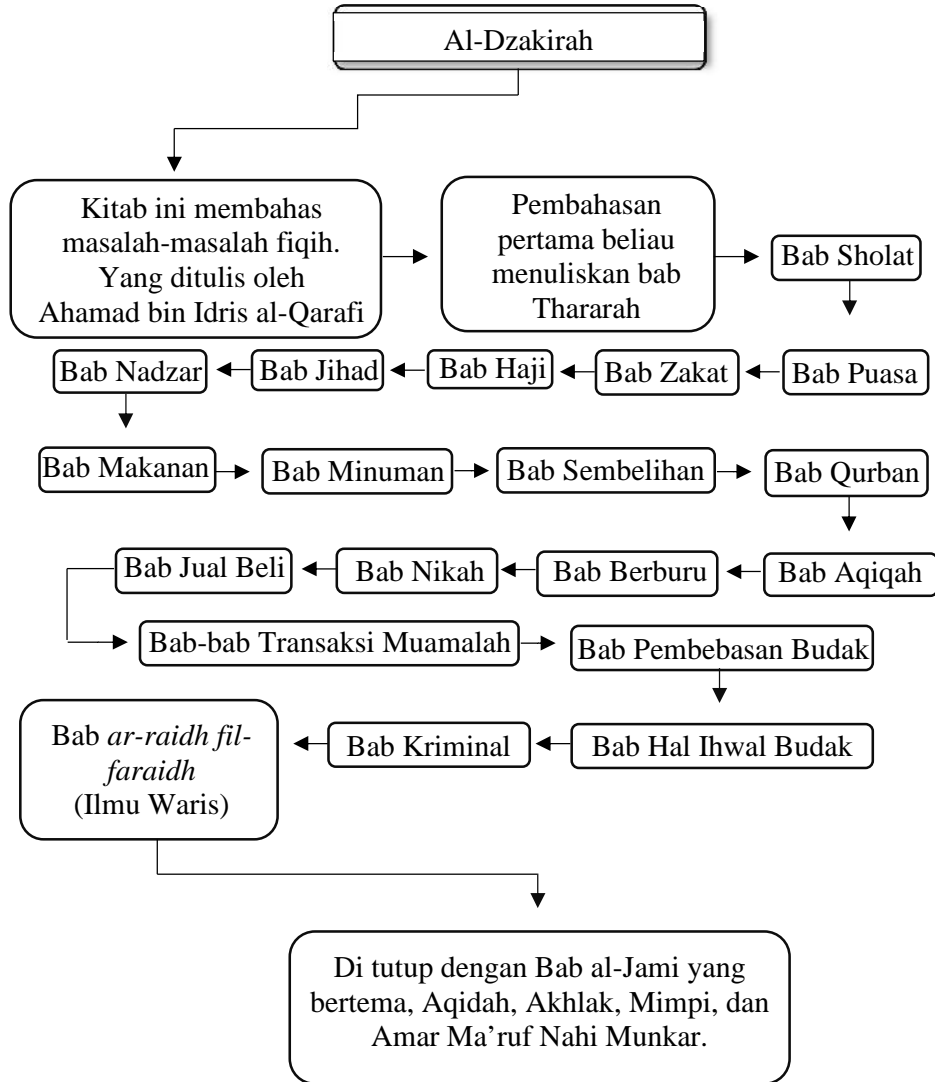 Al-Dzakirah
Kitab ini membahas
masalah-masalah fiqih.
Yang ditulis oleh
Ahamad bin Idris al-Qarafi
Pembahasan
pertama beliau
menuliskan bab
Thararah
Bab Sholat
Bab Puasa
Bab Zakat
Bab Haji
Bab Jihad
Bab Nadzar
Bab Makanan
Bab Minuman
Bab Sembelihan
Bab Qurban
Bab Aqiqah
Bab Berburu
Bab Nikah
Bab Jual Beli
Bab-bab Transaksi Muamalah
Bab Pembebasan Budak
Bab Hal Ihwal Budak
Bab Kriminal
Bab ar-raidh fil-
faraidh
(Ilmu Waris)
Di tutup dengan Bab al-Jami yang
bertema, Aqidah, Akhlak, Mimpi, dan
Amar Ma’ruf Nahi Munkar.